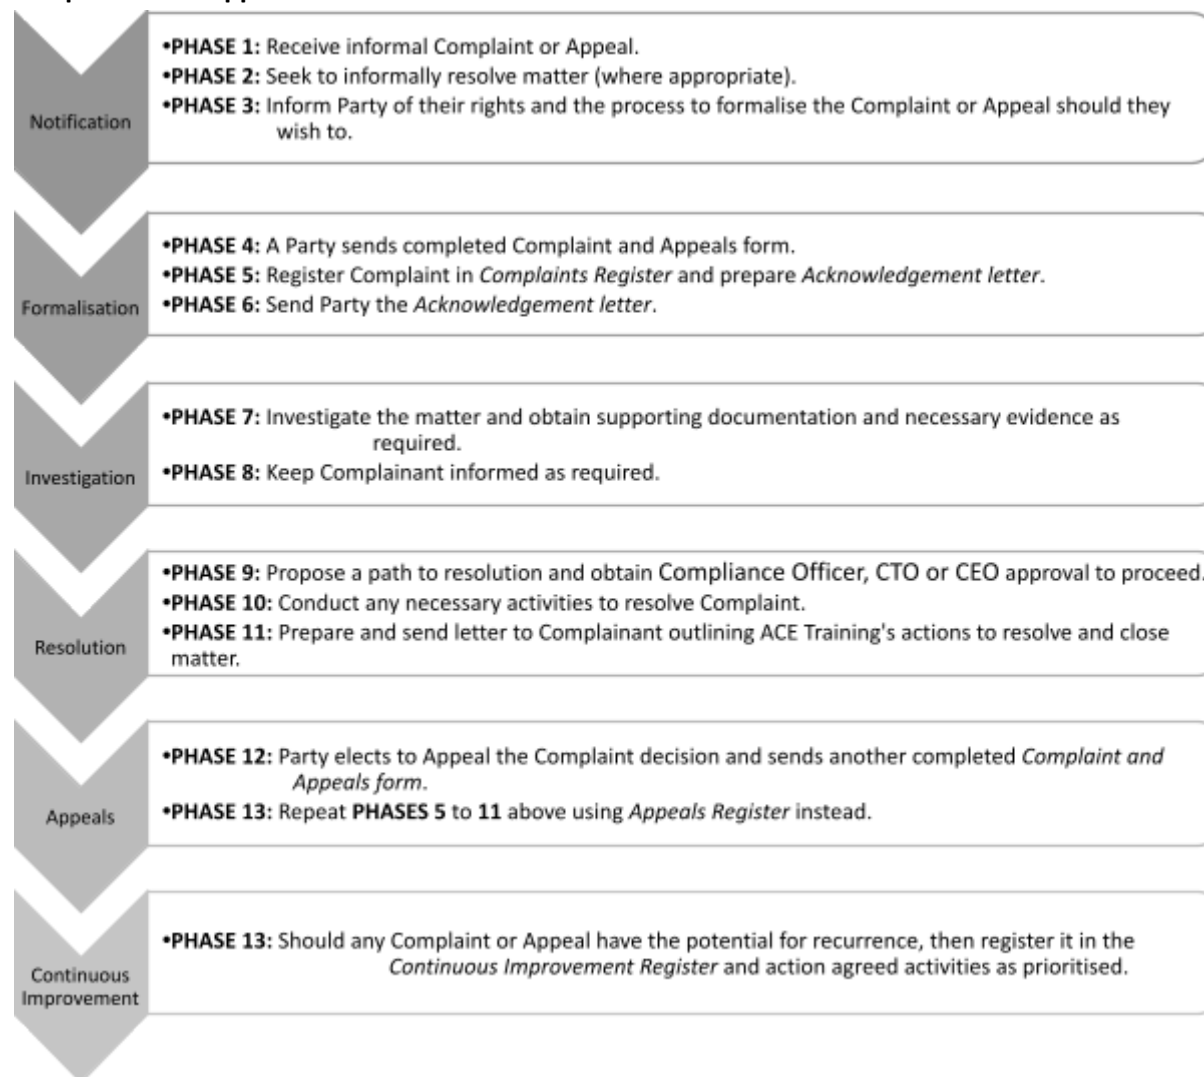 •PHASE 1: Receive informal Complaint or Appeal.
•PHASE 2: Seek to informally resolve matter (where appropriate).
•PHASE 3: Inform Party of their rights and the process to formalise the Complaint or Appeal should they
wish to.
Notification
•PHASE 4: A Party sends completed Complaint and Appeals form.
•PHASE 5: Register Complaint in Complaints Register and prepare Acknowledgement letter.
•PHASE 6: Send Party the Acknowledgement letter.
Formalisation
•PHASE 7: Investigate the matter and obtain supporting documentation and necessary evidence as
required.
•PHASE 8: Keep Complainant informed as required.
Investigation
•PHASE 9: Propose a path to resolution and obtain Compliance Officer, CTO or CEO approval to proceed.
•PHASE 10: Conduct any necessary activities to resolve Complaint.
•PHASE 11: Prepare and send letter to Complainant outlining ACE Training's actions to resolve and close
matter.
Resolution
•PHASE 12: Party elects to Appeal the Complaint decision and sends another completed Complaint and
Appeals form.
•PHASE 13: Repeat PHASES 5 to 11 above using Appeals Register instead.
Appeals
•PHASE 13: Should any Complaint or Appeal have the potential for recurrence, then register it in the
Continuous Improvement Register and action agreed activities as prioritised.
Continuous
Improvement